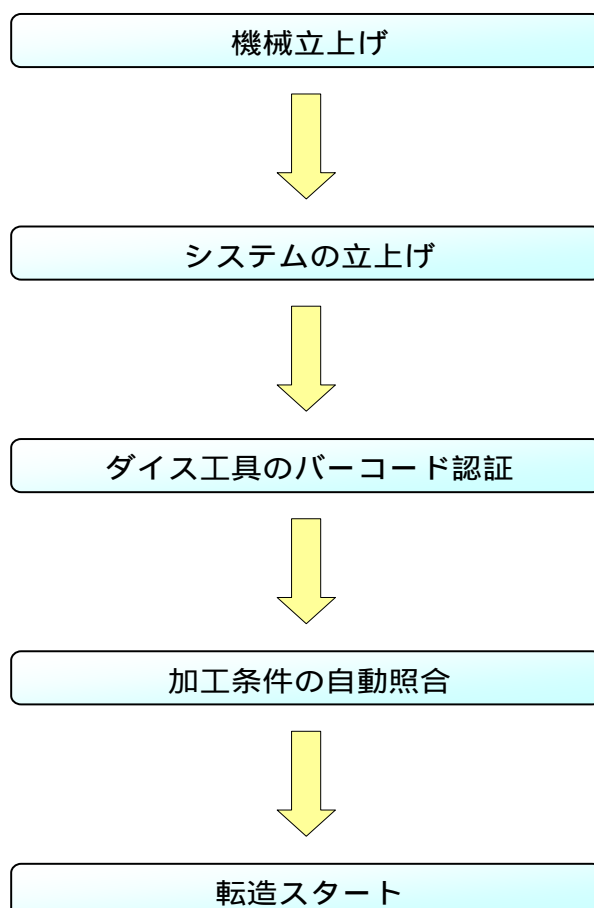 機械立上げ
システムの立上げ
ダイス工具のバーコード認証
加工条件の自動照合
転造スタート